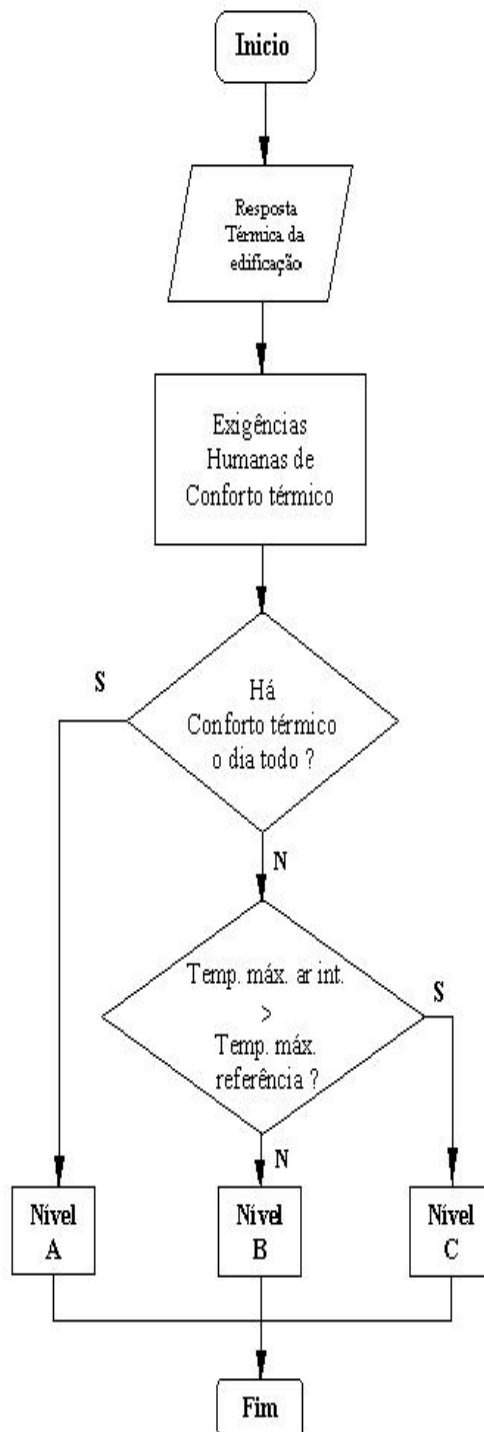 Inicio
Resposta
Térmica da
edificação
Exigências
Humanas de
Conforto térmico
S
Há
Conforto térmico
o dia todo ?
N
Temp. máx. ar int.
>
Temp. máx.
referência ?
S
N
Nível
A
Nível
B
Nível
C
Fim